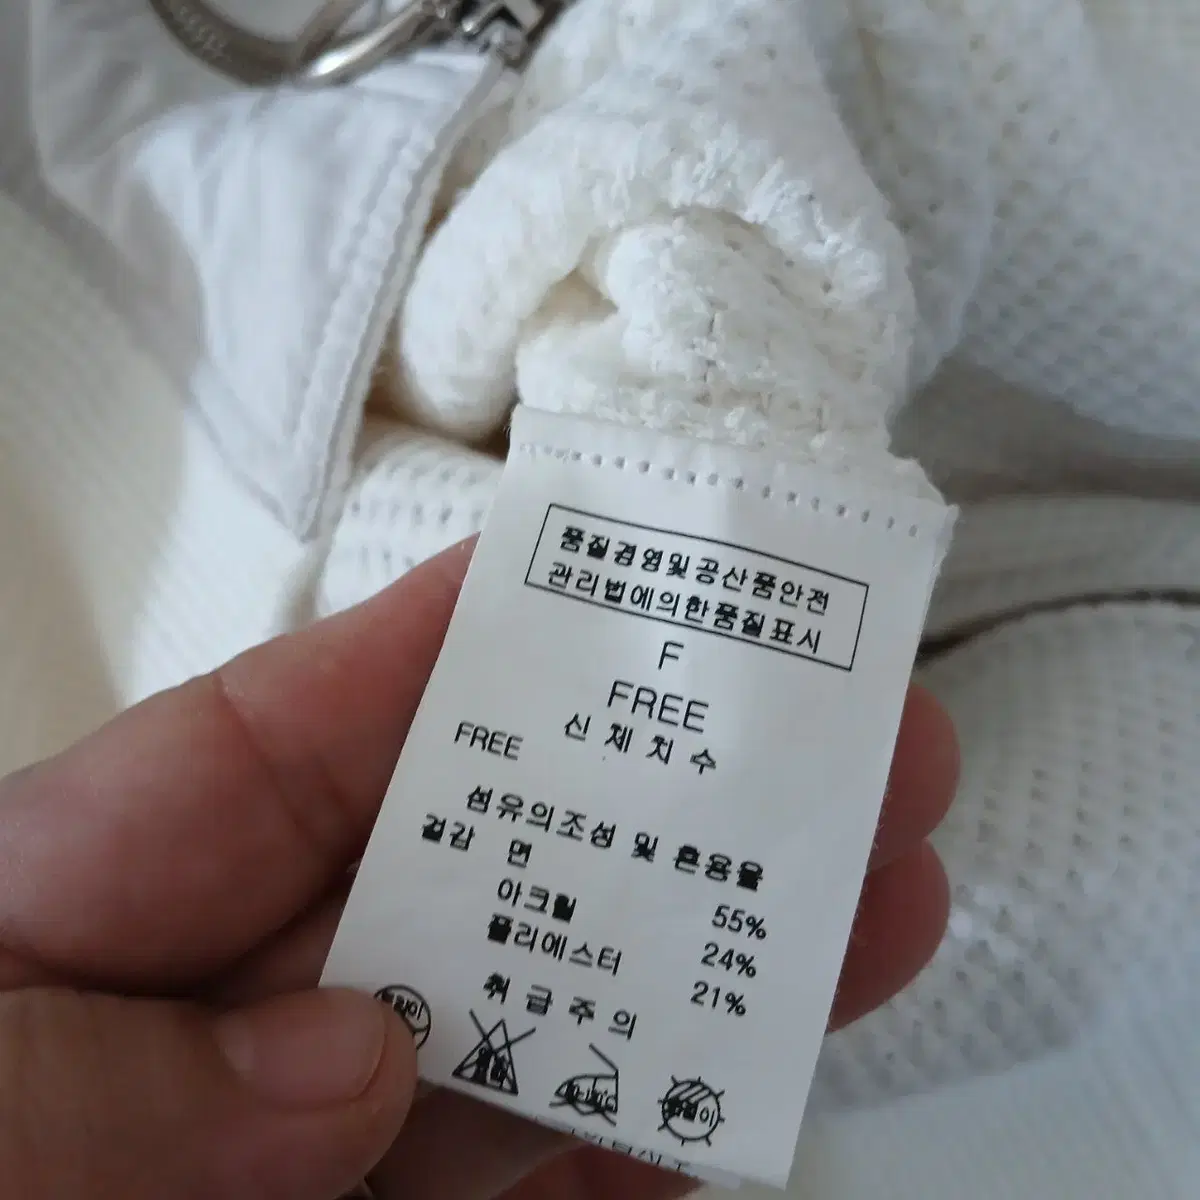 품질경영및공산품안전
관리법에의한품질표시
F
FREE
신체치수
FREE
섬유의조성 및 혼용율
겉감 면 55%
아크릴 24%
폴리에스터 21%
취급주의